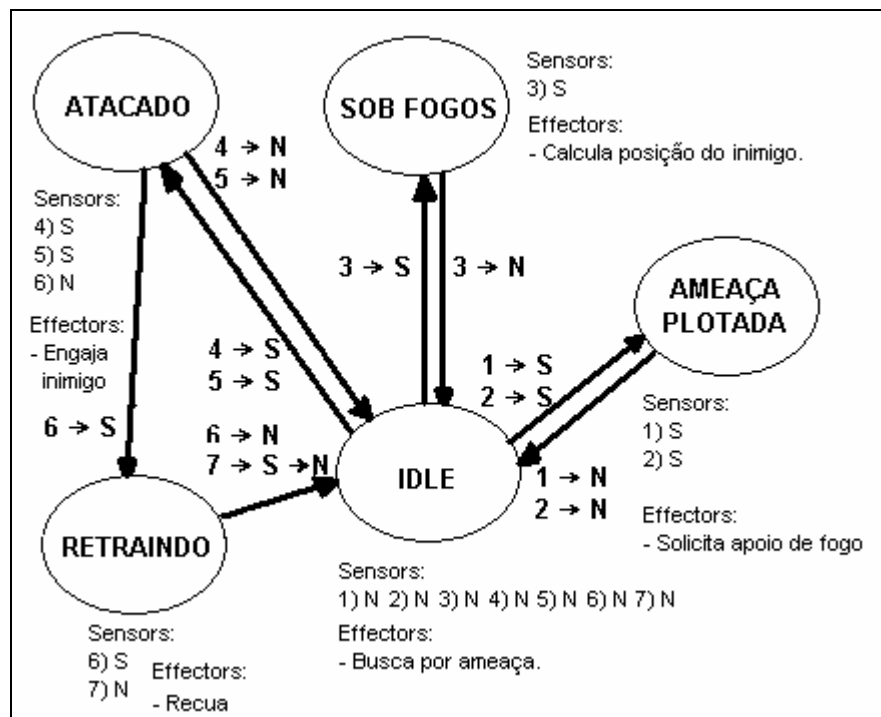 ATACADO
4 → N
5 → N
Sensors:
4) S
5) S
6) N
Effectors:
- Engaja
inimigo
6 → S
4 → S
5 → S
6 → N
7 → S → N
RETRAINDO
Sensors:
6) S
7) N
Effectors:
- Recua
SOB FOGOS
Sensors:
3) S
Effectors:
- Calcula posição do inimigo.
3 → S
3 → N
AMEAÇA
PLOTADA
1 → S
2 → S
Sensors:
1) S
2) S
1 → N
2 → N
Effectors:
- Solicita apoio de fogo
IDLE
Sensors:
1) N 2) N 3) N 4) N 5) N 6) N 7) N
Effectors:
- Busca por ameaça.